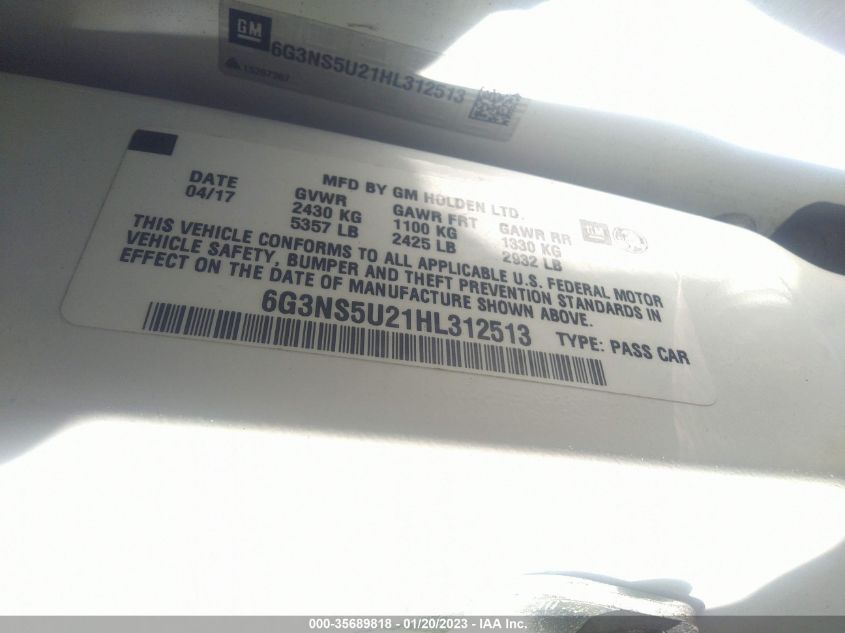 GM
6G3NS5U21HL312513
DATE
04/17
MFD BY GM HOLDEN LTD.
GVWR
2430 KG
5357 LB
GAWR FRT
1100 KG
2425 LB
GAWR RR
1330 KG
2932 LB
GM
THIS VEHICLE CONFORMS TO ALL APPLICABLE U.S. FEDERAL MOTOR
VEHICLE SAFETY, BUMPER AND THEFT PREVENTION STANDARDS IN
EFFECT ON THE DATE OF MANUFACTURE SHOWN ABOVE.
6G3NS5U21HL312513
TYPE: PASS CAR
000-35689818 - 01/20/2023 - IAA Inc.